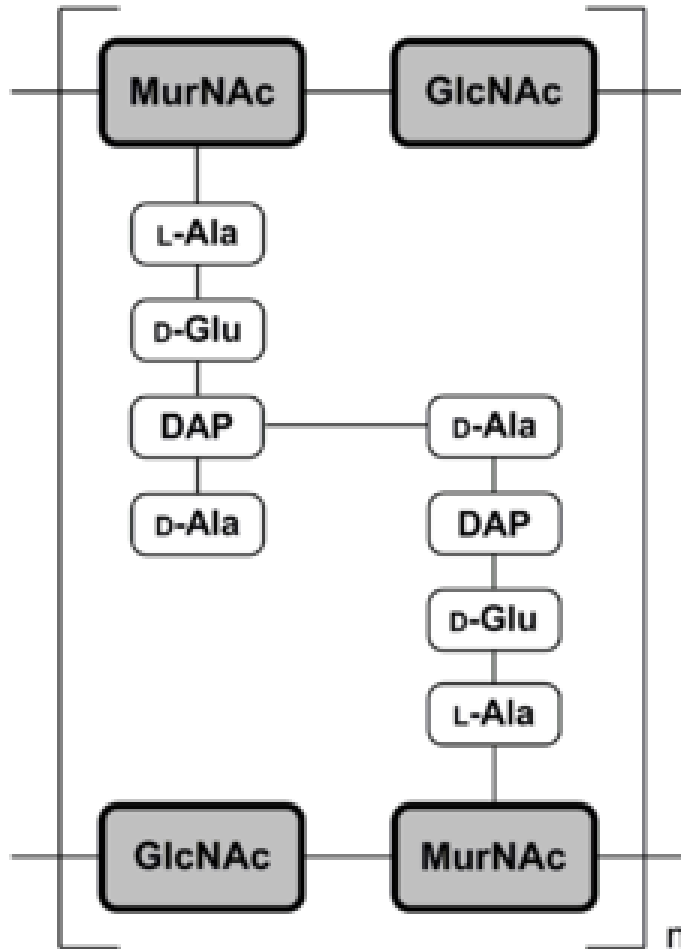 MurNAc GlcNAc
L-Ala
D-Glu
DAP D-Ala
D-Ala DAP
D-Glu
L-Ala
GlcNAc MurNAc
n